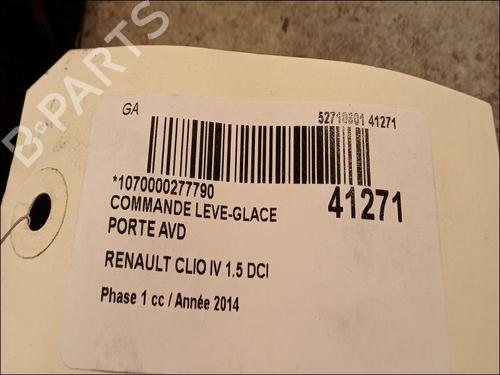 B-PARTS
GA
52710801 41271
*1070000277790
COMMANDE LEVE-GLACE
41271
PORTE AVD
RENAULT CLIO IV 1.5 DCI
Phase 1 cc / Année 2014